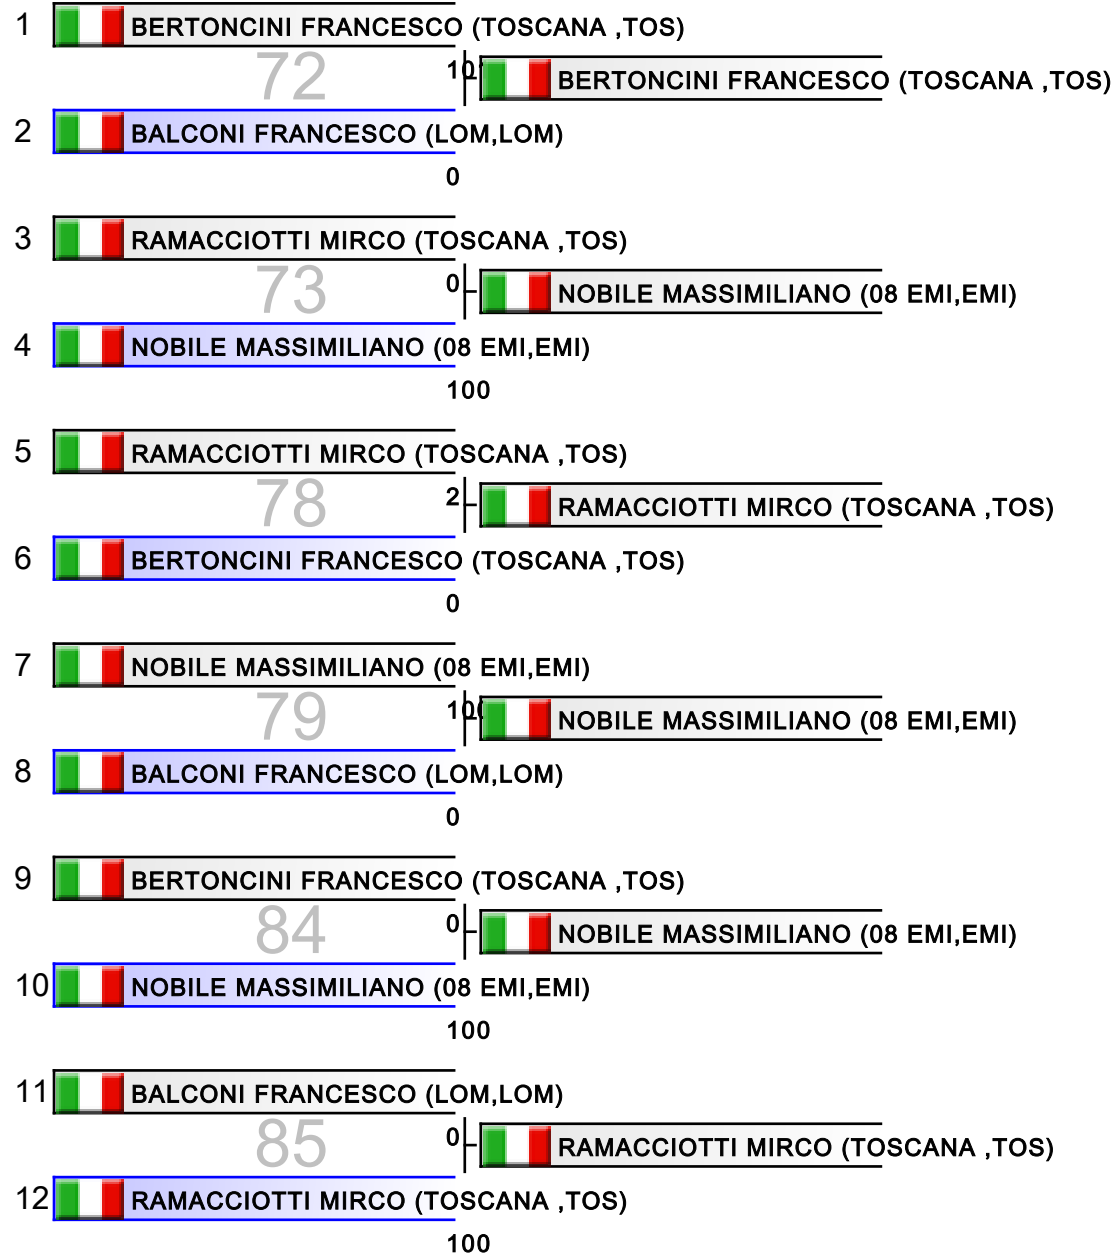 1 BERTONCINI FRANCESCO (TOSCANA ,TOS)
72
10
BERTONCINI FRANCESCO (TOSCANA ,TOS)
2 BALCONI FRANCESCO (LOM,LOM)
0
3 RAMACCIOTTI MIRCO (TOSCANA ,TOS)
73
0
NOBILE MASSIMILIANO (08 EMI,EMI)
4 NOBILE MASSIMILIANO (08 EMI,EMI)
100
5 RAMACCIOTTI MIRCO (TOSCANA ,TOS)
78
2
RAMACCIOTTI MIRCO (TOSCANA ,TOS)
6 BERTONCINI FRANCESCO (TOSCANA ,TOS)
0
7 NOBILE MASSIMILIANO (08 EMI,EMI)
79
100
NOBILE MASSIMILIANO (08 EMI,EMI)
8 BALCONI FRANCESCO (LOM,LOM)
0
9 BERTONCINI FRANCESCO (TOSCANA ,TOS)
84
0
NOBILE MASSIMILIANO (08 EMI,EMI)
10 NOBILE MASSIMILIANO (08 EMI,EMI)
100
11 BALCONI FRANCESCO (LOM,LOM)
85
0
RAMACCIOTTI MIRCO (TOSCANA ,TOS)
12 RAMACCIOTTI MIRCO (TOSCANA ,TOS)
100